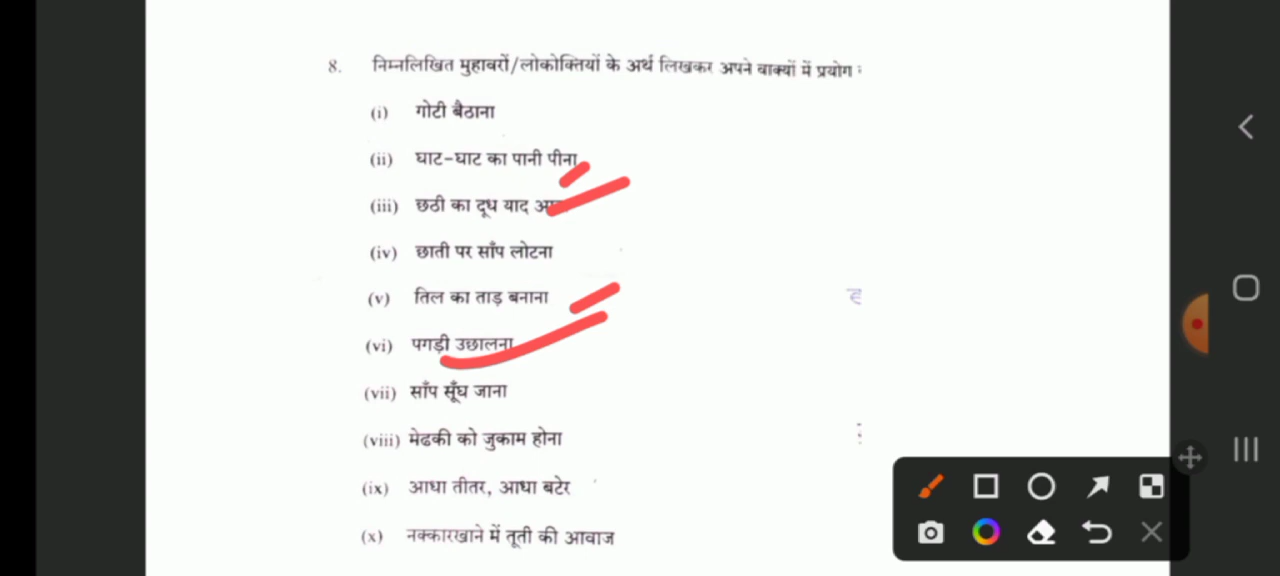 8. निम्नलिखित मुहावरों/लोकोक्तियों के अर्थ लिखकर अपने वाक्यों में प्रयोग
(i) गोटी बैठाना
(ii) घाट-घाट का पानी पीना
(iii) छठी का दूध याद
(iv) छाती पर साँप लोटना
(v) तिल का ताड़ बनाना
(vi) पगड़ी उछालना
(vii) साँप सूँघ जाना
(viii) मेढकी को जुकाम होना
(ix) आधा तीतर, आधा बटेर
(x) नक्कारखाने में तूती की आवाज